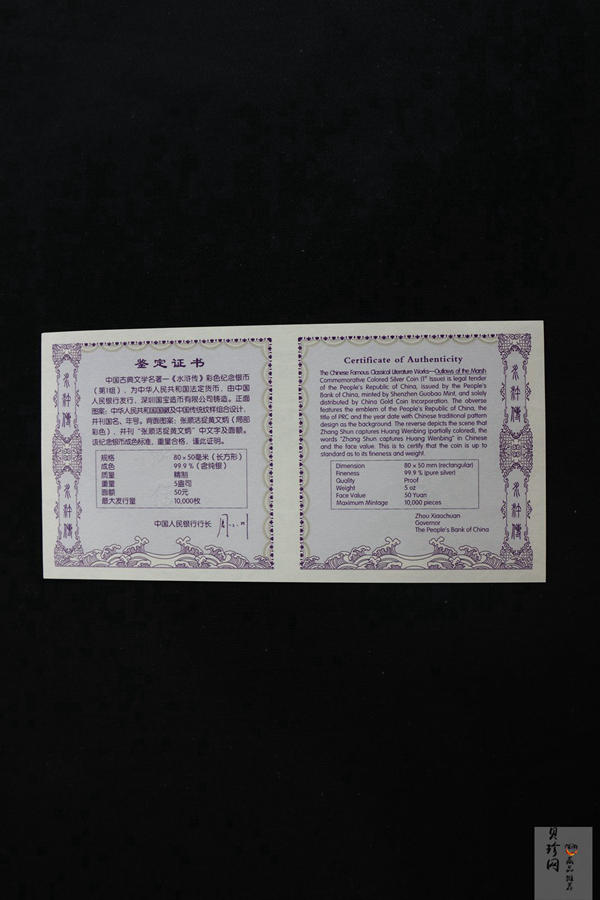 鉴定证书
中国古典文学名著—《水浒传》彩色纪念银币
（第1组），为中华人民共和国法定货币，由中国
人民银行发行，深圳国宝造币有限公司铸造。正面
图案：中华人民共和国国徽及中国传统纹样组合设计，
并刊国名、年号。背面图案：张顺活捉黄文炳（局部
彩色），并刊“张顺活捉黄文炳”中文字及面额。
该纪念银币成色标准，重量合格，谨此证明。
规格 80×50毫米（长方形）
成色 99.9%（含纯银）
质量 精制
重量 5盎司
面额 50元
最大发行量 10,000枚
中国人民银行行长
水浒传
水浒传
Certificate of Authenticity
The Chinese Famous Classical Literature Works—Outlaws of the Marsh
Commemorative Colored Silver Coin (1st Issue) is legal tender
of the People's Republic of China, issued by the People's
Bank of China, minted by Shenzhen Guobao Mint, and solely
distributed by China Gold Coin Incorporation. The obverse
features the emblem of the People's Republic of China, the
title of PRC and the year date with Chinese traditional pattern
design as the background. The reverse depicts the scene that
Zhang Shun captures Huang Wenbing (partially colored), the
words "Zhang Shun captures Huang Wenbing" in Chinese
and the face value. This is to certify that the coin is up to
standard as to its fineness and weight.
Dimension 80 × 50 mm (rectangular)
Fineness 99.9 % (pure silver)
Quality Proof
Weight 5 oz
Face Value 50 Yuan
Maximum Mintage 10,000 pieces
Zhou Xiaochuan
Governor
The People's Bank of China
水浒传
水浒传
贝珍网
藏品推荐